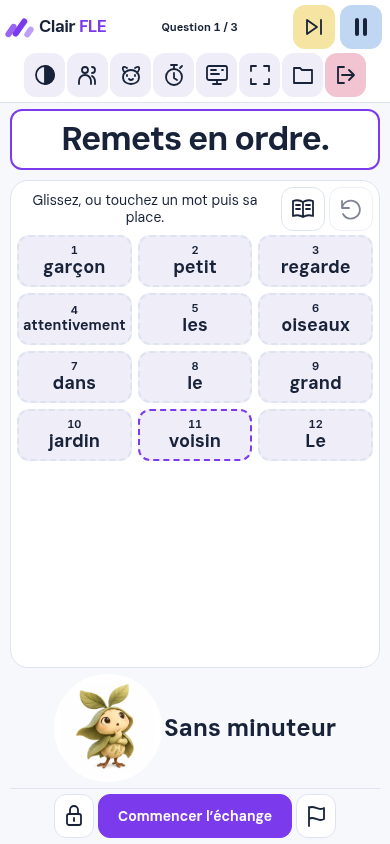 Clair FLE
Question 1 / 3
Remets en ordre.
Glissez, ou touchez un mot puis sa
place.
1
garçon
2
petit
3
regarde
4
attentivement
5
les
6
oiseaux
7
dans
8
le
9
grand
10
jardin
11
voisin
12
Le
Sans minuteur
Commencer l’échange